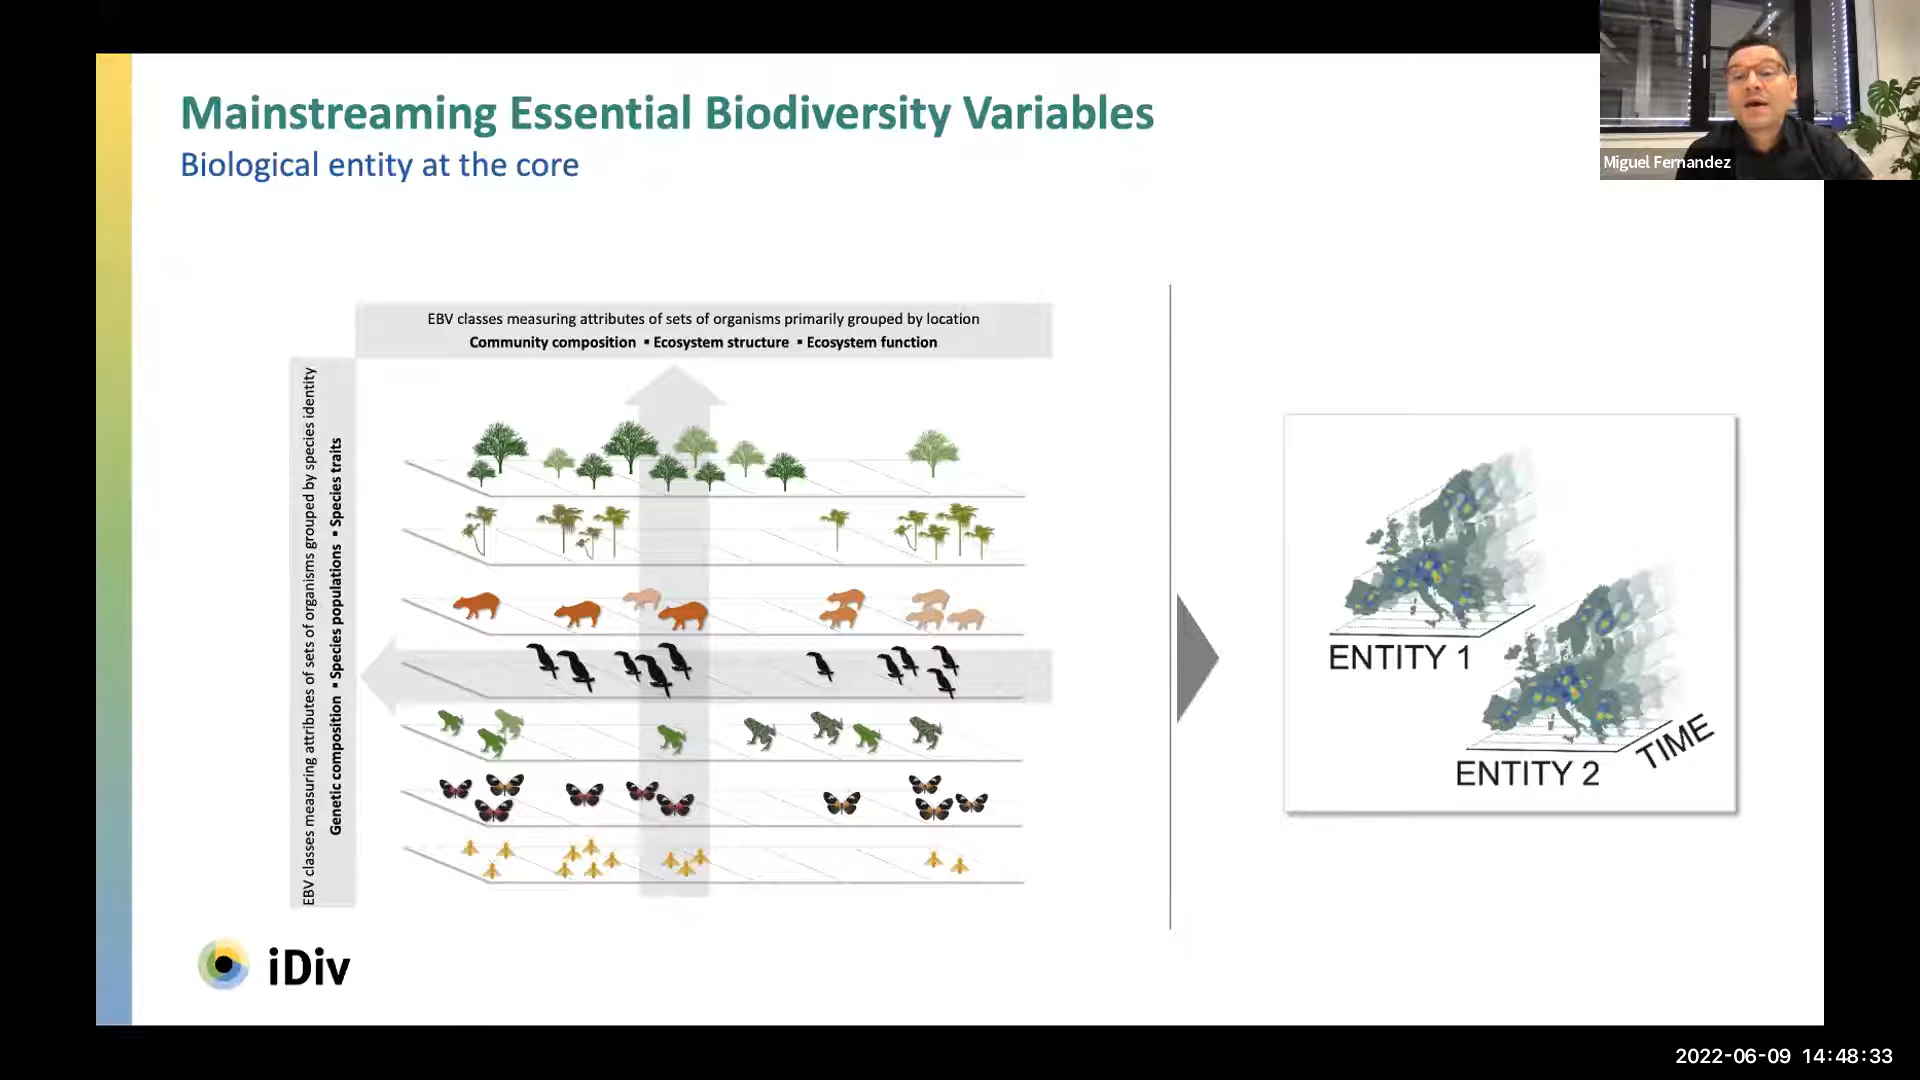 Mainstreaming Essential Biodiversity Variables
Biological entity at the core
Miguel Fernandez
EBV classes measuring attributes of sets of organisms primarily grouped by location
Community composition ▪ Ecosystem structure ▪ Ecosystem function
EBV classes measuring attributes of sets of organisms grouped by species identity
Genetic composition ▪ Species populations ▪ Species traits
ENTITY 1
ENTITY 2
TIME
iDiv
2022-06-09 14:48:33